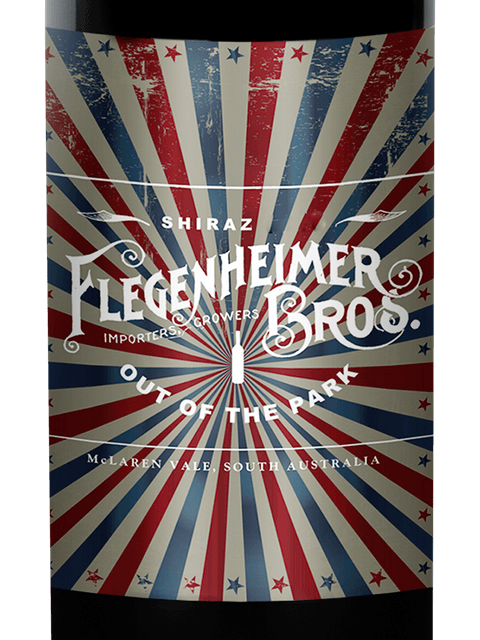 SHIRAZ
FLEGENHEIMER
BROS.
IMPORTERS, GROWERS
OUT OF THE PARK
McLAREN VALE, SOUTH AUSTRALIA